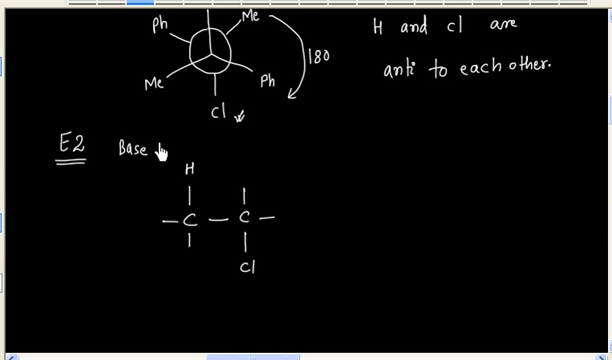 Ph Me H and Cl are
180
anti to each other.
Me Ph
Cl
E2 Base
H
C C
Cl